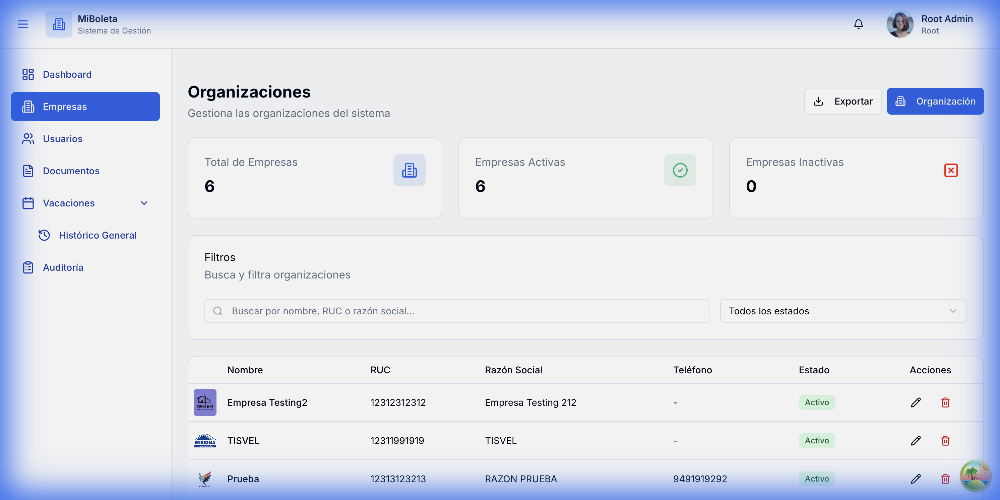 MiBoleta
Sistema de Gestión
Root Admin
Root
Dashboard
Empresas
Usuarios
Documentos
Vacaciones
Histórico General
Auditoría
Organizaciones
Gestiona las organizaciones del sistema
Exportar
Organización
Total de Empresas
6
Empresas Activas
6
Empresas Inactivas
0
Filtros
Busca y filtra organizaciones
Buscar por nombre, RUC o razón social...
Todos los estados
Nombre RUC Razón Social Teléfono Estado Acciones
Sherpel
Empresa Testing2 12312312312 Empresa Testing 212 - Activo
ENSIGNA
TISVEL 12311991919 TISVEL - Activo
COMPANY
Prueba 12313123213 RAZON PRUEBA 9491919292 Activo